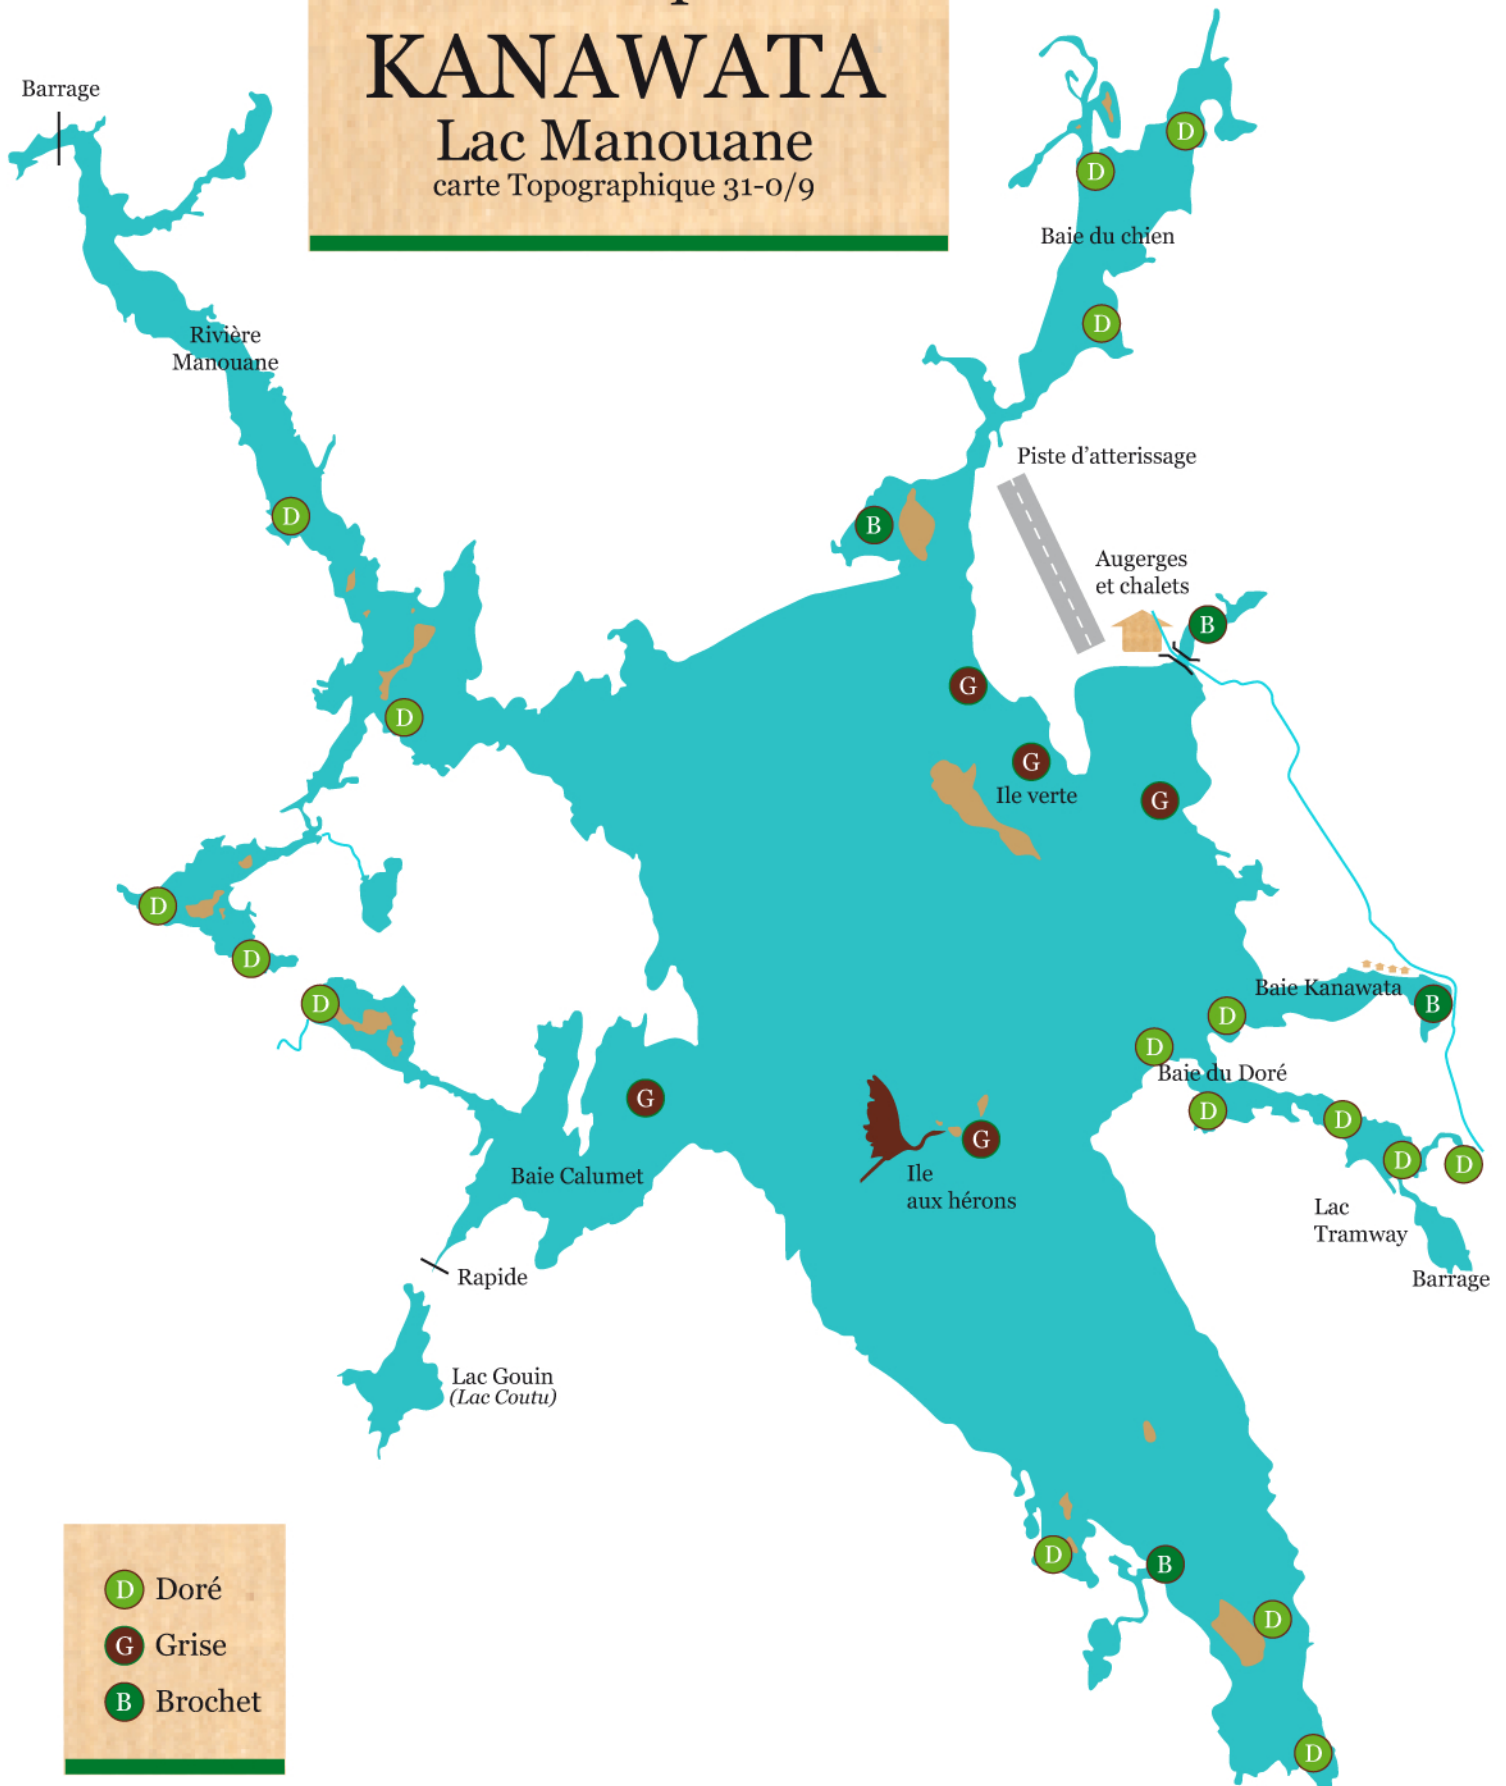 KANAWATA
Lac Manouane
carte Topographique 31-0/9
Barrage
D
D
Baie du chien
D
Rivière
Manouane
Piste d'atterissage
D
B
Augerges
et chalets
B
G
D
G
Ile verte
G
D
D
D
Baie Kanawata
B
D
D
Baie du Doré
G
D
D
G
D
D
Baie Calumet
Ile
aux hérons
Lac
Tramway
Rapide
Barrage
Lac Gouin
(Lac Coutu)
D
B
D
D
D Doré
G Grise
B Brochet